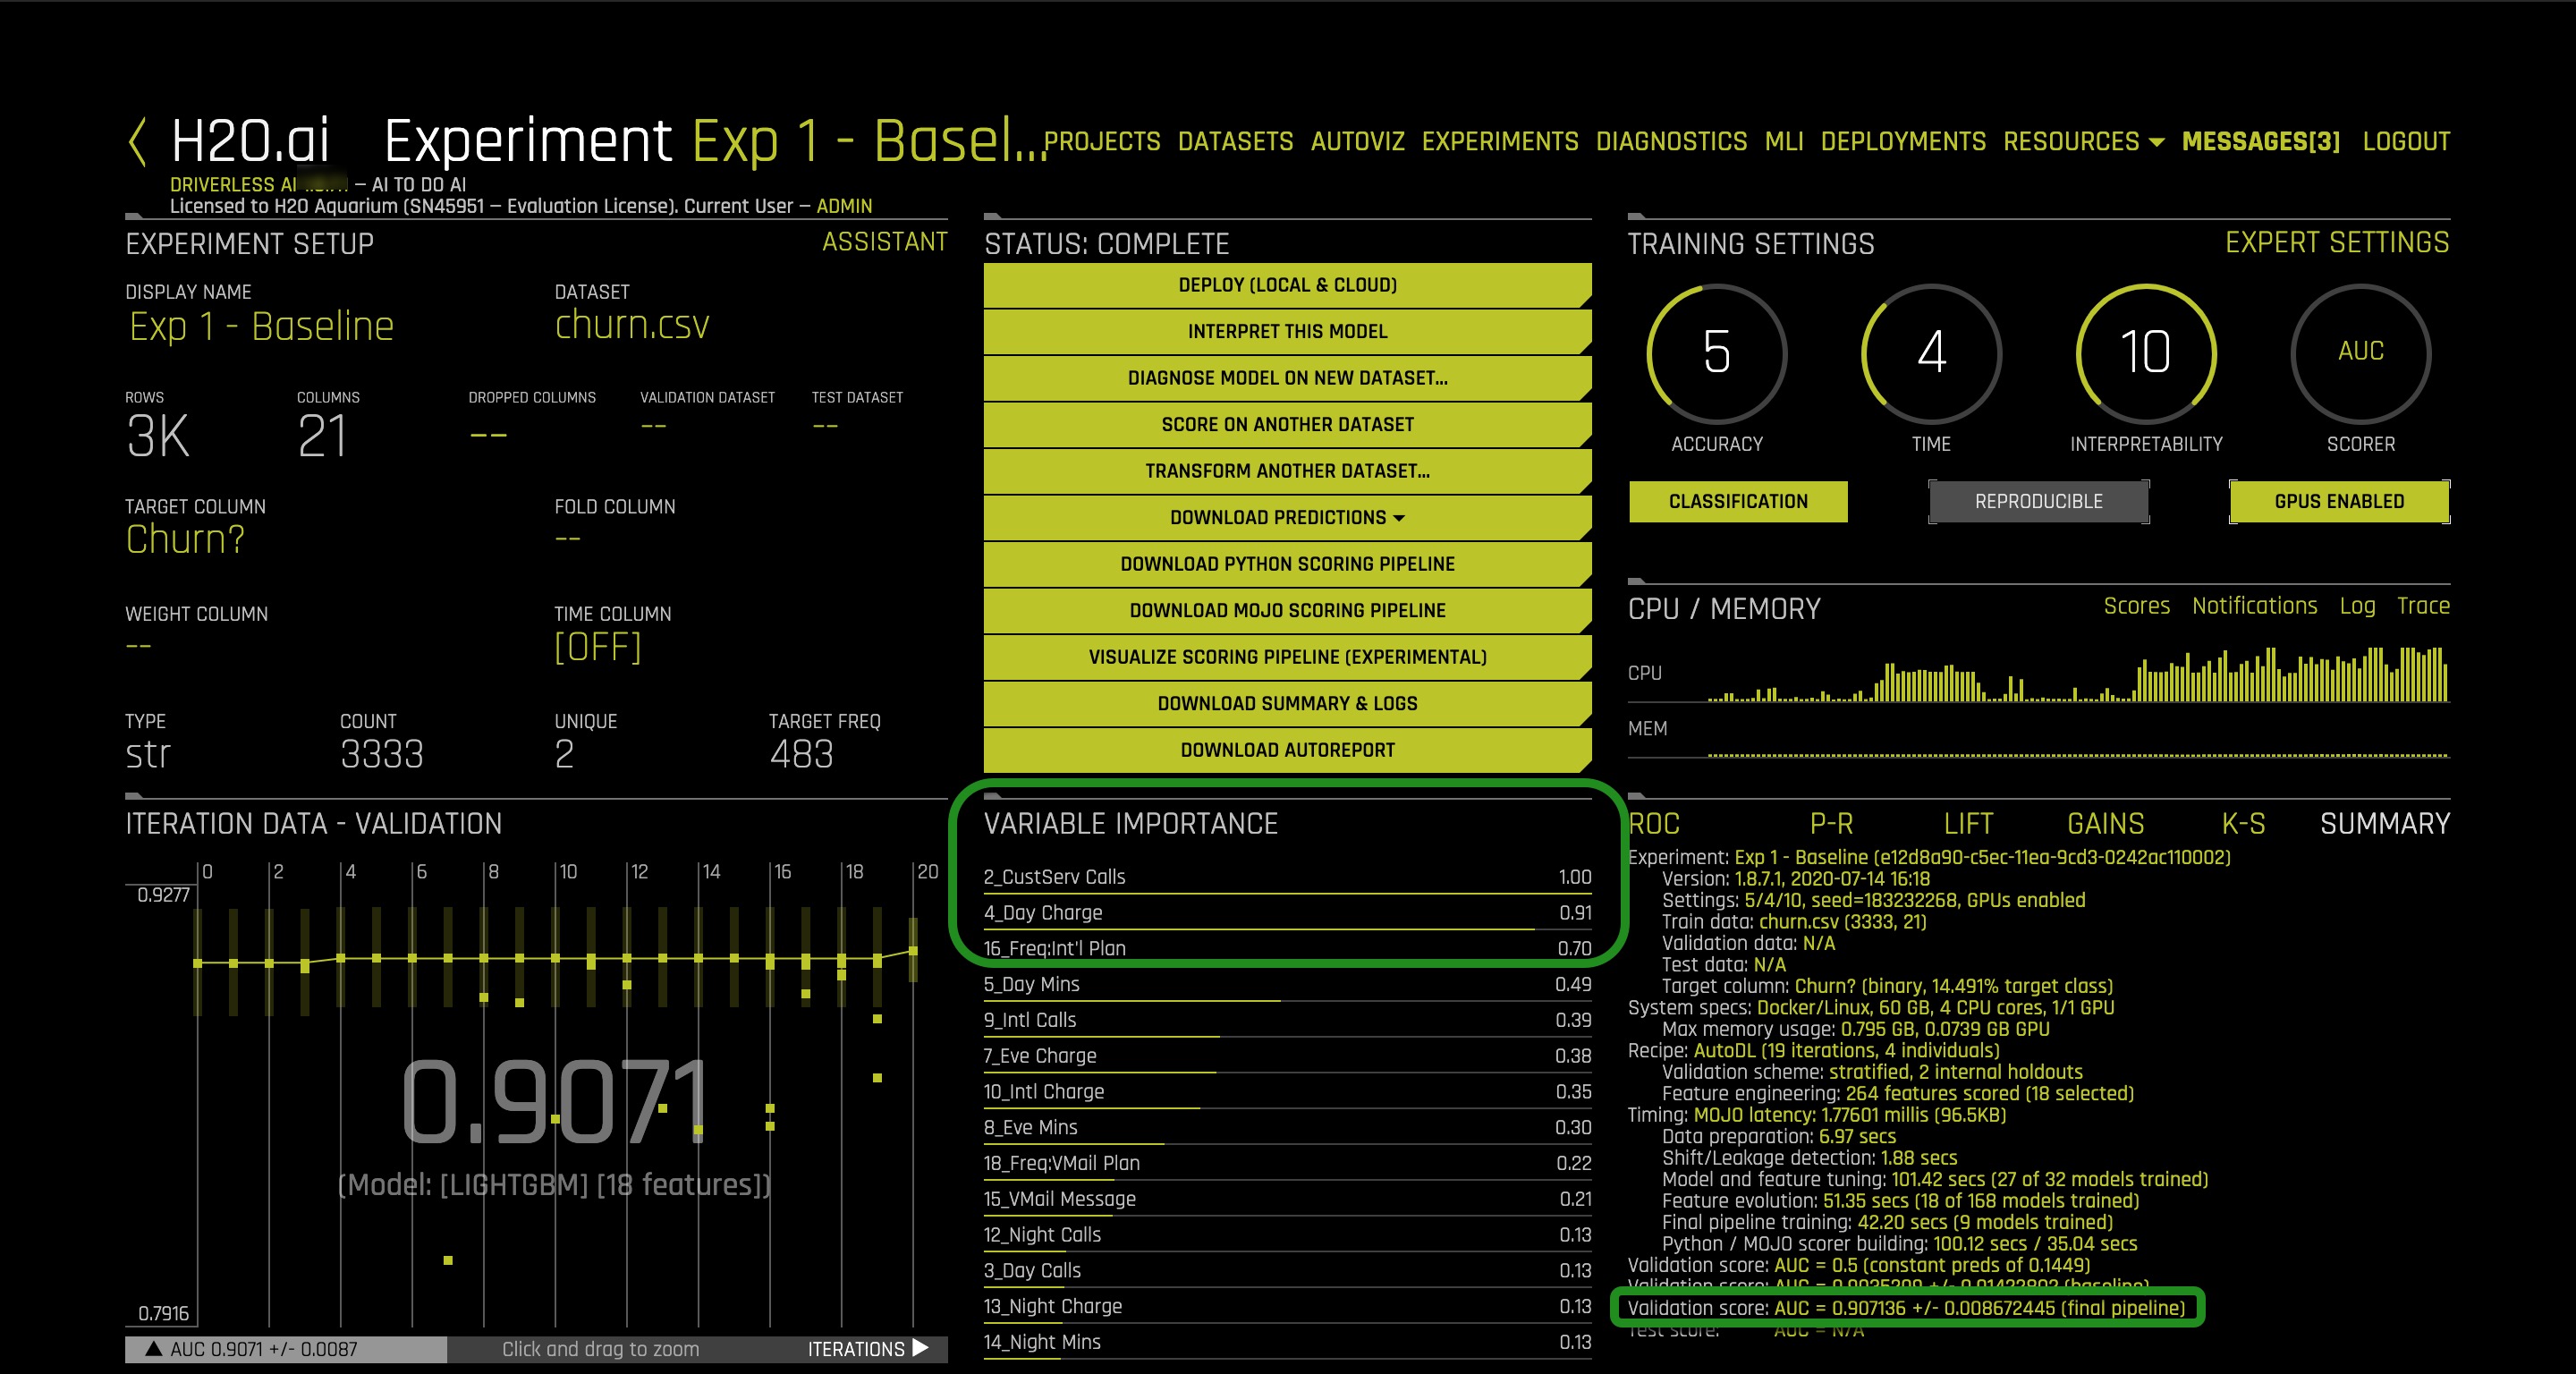 H2O.ai Experiment Exp 1 - Basel...
PROJECTS DATASETS AUTOVIZ EXPERIMENTS DIAGNOSTICS MLI DEPLOYMENTS RESOURCES MESSAGES[3] LOGOUT
DRIVERLESS AI — AI TO DO AI
Licensed to H2O Aquarium (SN45951 — Evaluation License). Current User — ADMIN
EXPERIMENT SETUP ASSISTANT
DISPLAY NAME DATASET
Exp 1 - Baseline churn.csv
ROWS COLUMNS DROPPED COLUMNS VALIDATION DATASET TEST DATASET
3K 21 -- -- --
TARGET COLUMN FOLD COLUMN
Churn? --
WEIGHT COLUMN TIME COLUMN
-- [OFF]
TYPE COUNT UNIQUE TARGET FREQ
str 3333 2 483
STATUS: COMPLETE
DEPLOY (LOCAL & CLOUD)
INTERPRET THIS MODEL
DIAGNOSE MODEL ON NEW DATASET...
SCORE ON ANOTHER DATASET
TRANSFORM ANOTHER DATASET...
DOWNLOAD PREDICTIONS
DOWNLOAD PYTHON SCORING PIPELINE
DOWNLOAD MOJO SCORING PIPELINE
VISUALIZE SCORING PIPELINE (EXPERIMENTAL)
DOWNLOAD SUMMARY & LOGS
DOWNLOAD AUTOREPORT
TRAINING SETTINGS EXPERT SETTINGS
5 4 10 AUC
ACCURACY TIME INTERPRETABILITY SCORER
CLASSIFICATION REPRODUCIBLE GPUS ENABLED
CPU / MEMORY Scores Notifications Log Trace
CPU
MEM
ITERATION DATA - VALIDATION
0 2 4 6 8 10 12 14 16 18 20
0.9277
0.9071
(Model: [LIGHTGBM] [18 features])
0.7916
AUC 0.9071 +/- 0.0087 Click and drag to zoom ITERATIONS
VARIABLE IMPORTANCE
2_CustServ Calls 1.00
4_Day Charge 0.91
16_Freq:Int'l Plan 0.70
5_Day Mins 0.49
9_Intl Calls 0.39
7_Eve Charge 0.38
10_Intl Charge 0.35
8_Eve Mins 0.30
18_Freq:VMail Plan 0.22
15_VMail Message 0.21
12_Night Calls 0.13
3_Day Calls 0.13
13_Night Charge 0.13
14_Night Mins 0.13
ROC P-R LIFT GAINS K-S SUMMARY
Experiment: Exp 1 - Baseline (e12d8a90-c5ec-11ea-9cd3-0242ac110002)
Version: 1.8.7.1, 2020-07-14 16:18
Settings: 5/4/10, seed=183232268, GPUs enabled
Train data: churn.csv (3333, 21)
Validation data: N/A
Test data: N/A
Target column: Churn? (binary, 14.491% target class)
System specs: Docker/Linux, 60 GB, 4 CPU cores, 1/1 GPU
Max memory usage: 0.795 GB, 0.0739 GB GPU
Recipe: AutoDL (19 iterations, 4 individuals)
Validation scheme: stratified, 2 internal holdouts
Feature engineering: 264 features scored (18 selected)
Timing: MOJO latency: 1.77601 millis (96.5KB)
Data preparation: 6.97 secs
Shift/Leakage detection: 1.88 secs
Model and feature tuning: 101.42 secs (27 of 32 models trained)
Feature evolution: 51.35 secs (18 of 168 models trained)
Final pipeline training: 42.20 secs (9 models trained)
Python / MOJO scorer building: 100.12 secs / 35.04 secs
Validation score: AUC = 0.5 (constant preds of 0.1449)
Validation score: AUC = +/- (baseline)
Validation score: AUC = 0.907136 +/- 0.008672445 (final pipeline)
Test score: AUC = N/A